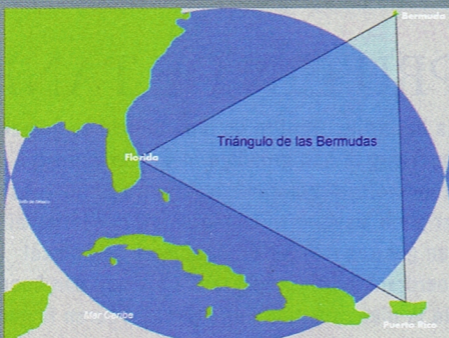 Bermuda
Triángulo de las Bermudas
Florida
Mar Caribe
Puerto Rico